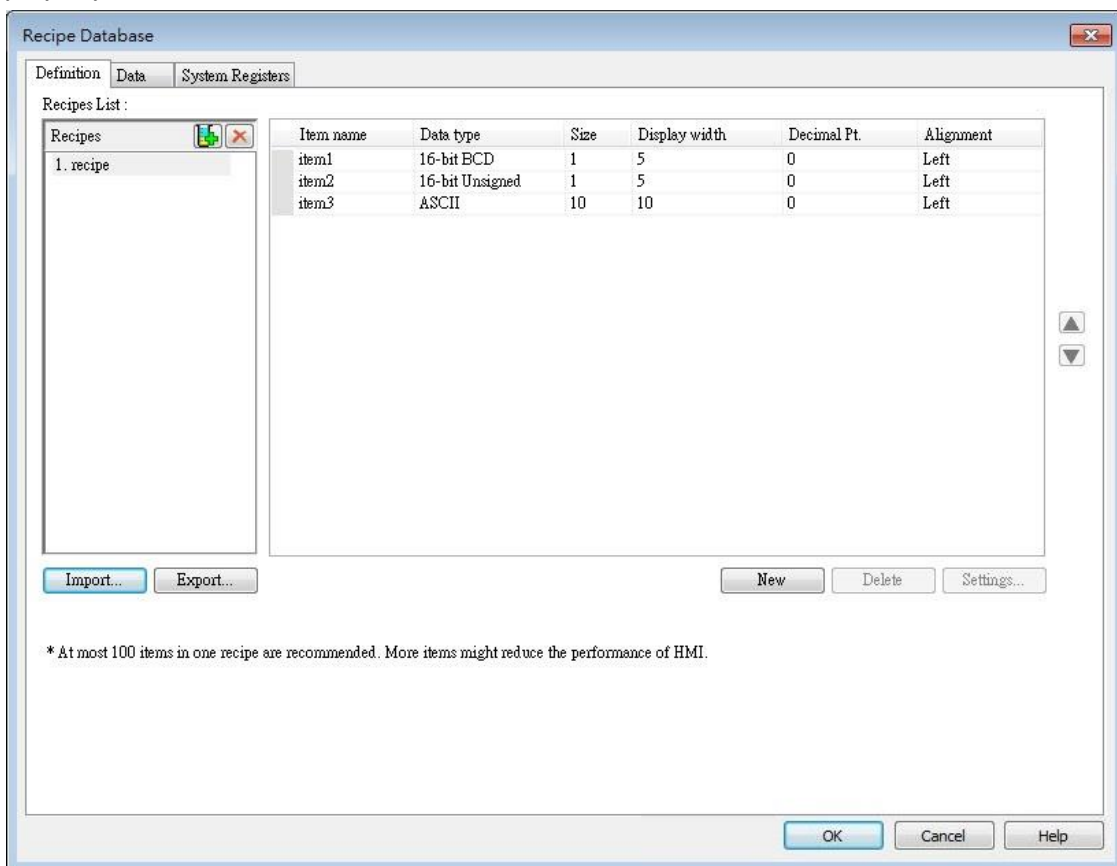 Recipe Database
Definition Data System Registers
Recipes List :
Recipes Item name Data type Size Display width Decimal Pt. Alignment
1. recipe
item1 16-bit BCD 1 5 0 Left
item2 16-bit Unsigned 1 5 0 Left
item3 ASCII 10 10 0 Left
Import... Export... New Delete Settings...
* At most 100 items in one recipe are recommended. More items might reduce the performance of HMI.
OK Cancel Help